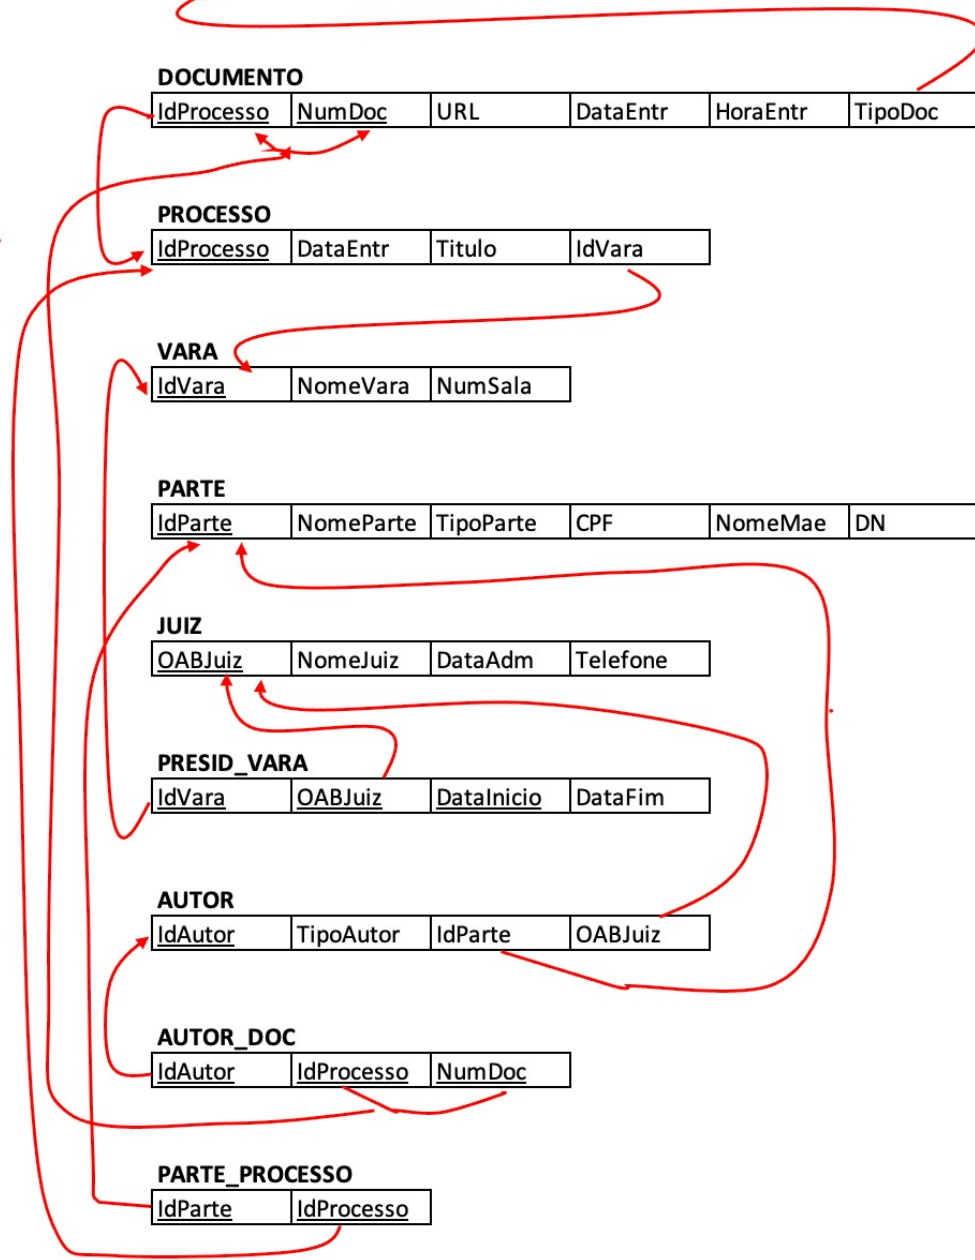 DOCUMENTO
IdProcesso NumDoc URL DataEntr HoraEntr TipoDoc
PROCESSO
IdProcesso DataEntr Titulo IdVara
VARA
IdVara NomeVara NumSala
PARTE
IdParte NomeParte TipoParte CPF NomeMae DN
JUIZ
OABJuiz NomeJuiz DataAdm Telefone
PRESID_VARA
IdVara OABJuiz DataInicio DataFim
AUTOR
IdAutor TipoAutor IdParte OABJuiz
AUTOR_DOC
IdAutor IdProcesso NumDoc
PARTE_PROCESSO
IdParte IdProcesso